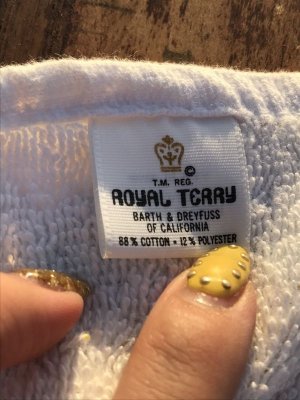 T.M. REG.
ROYAL TERRY
BARTH & DREYFUSS
OF CALIFORNIA
88% COTTON • 12% POLYESTER